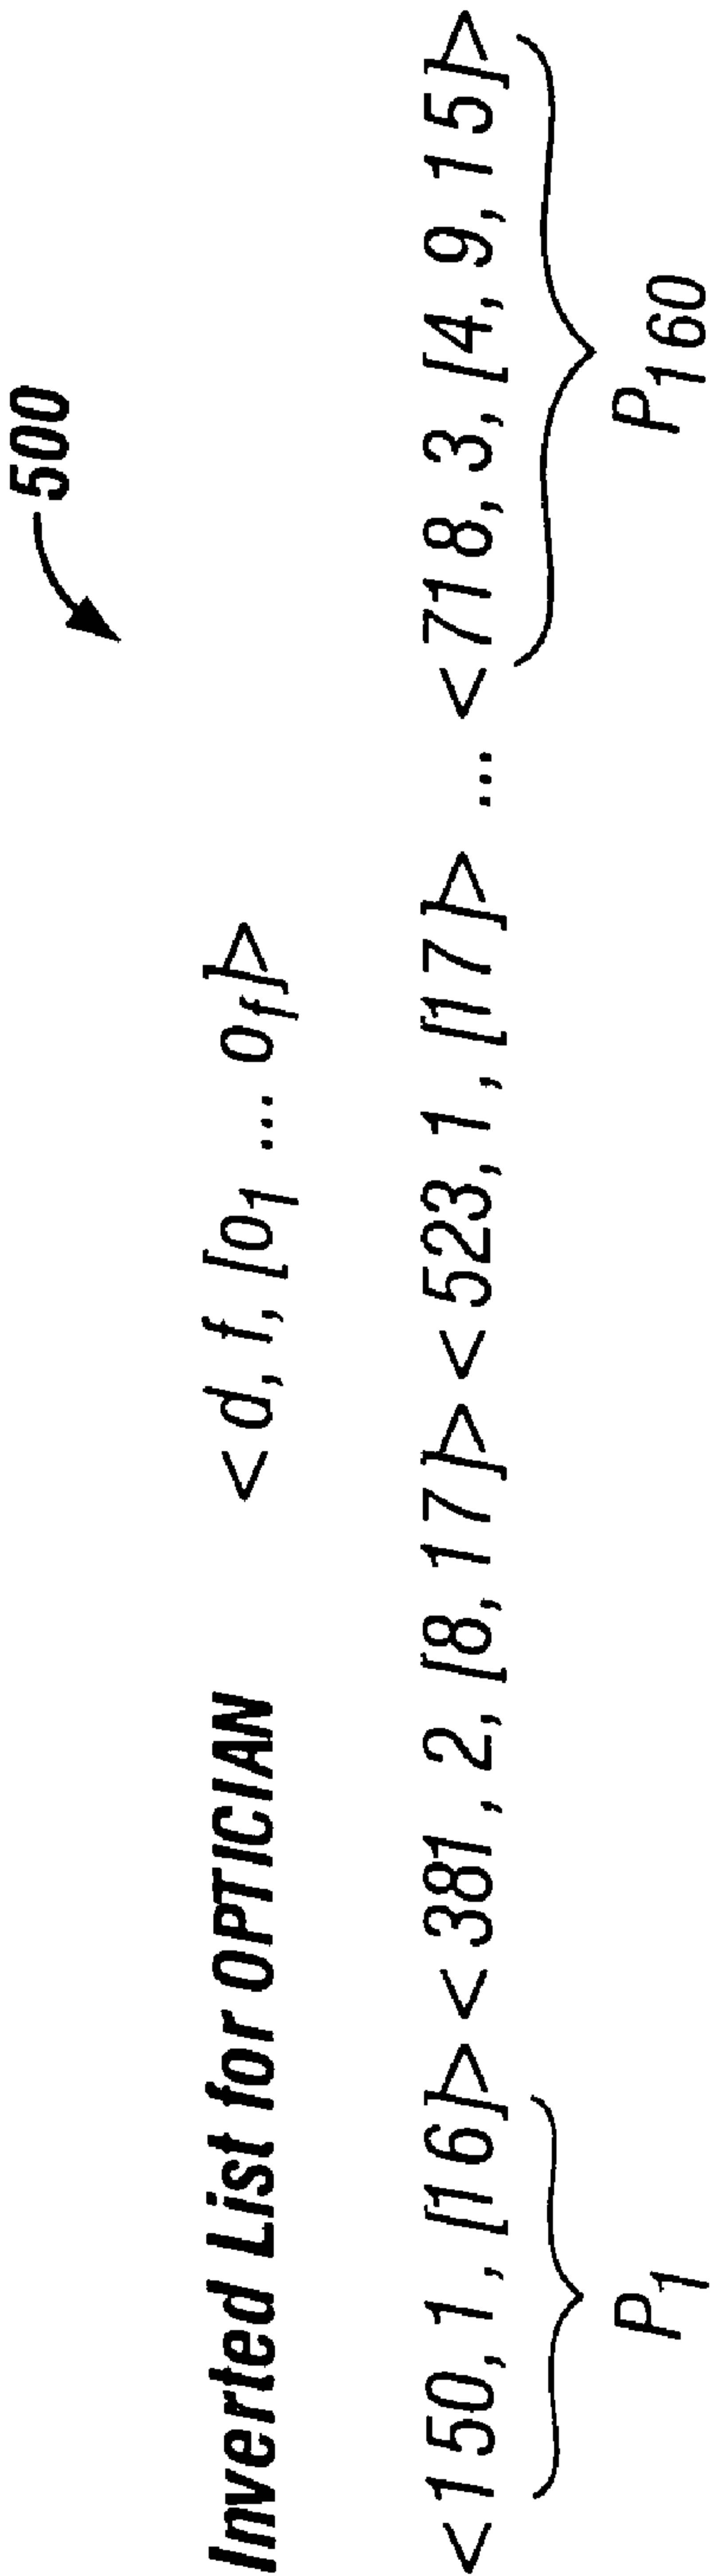 500
Inverted List for OPTICIAN <d, f, [o1 ... of]>
<150, 1, [16]> <381, 2, [8, 17]> <523, 1, [17]> ... <718, 3, [4, 9, 15]>
P1 P160